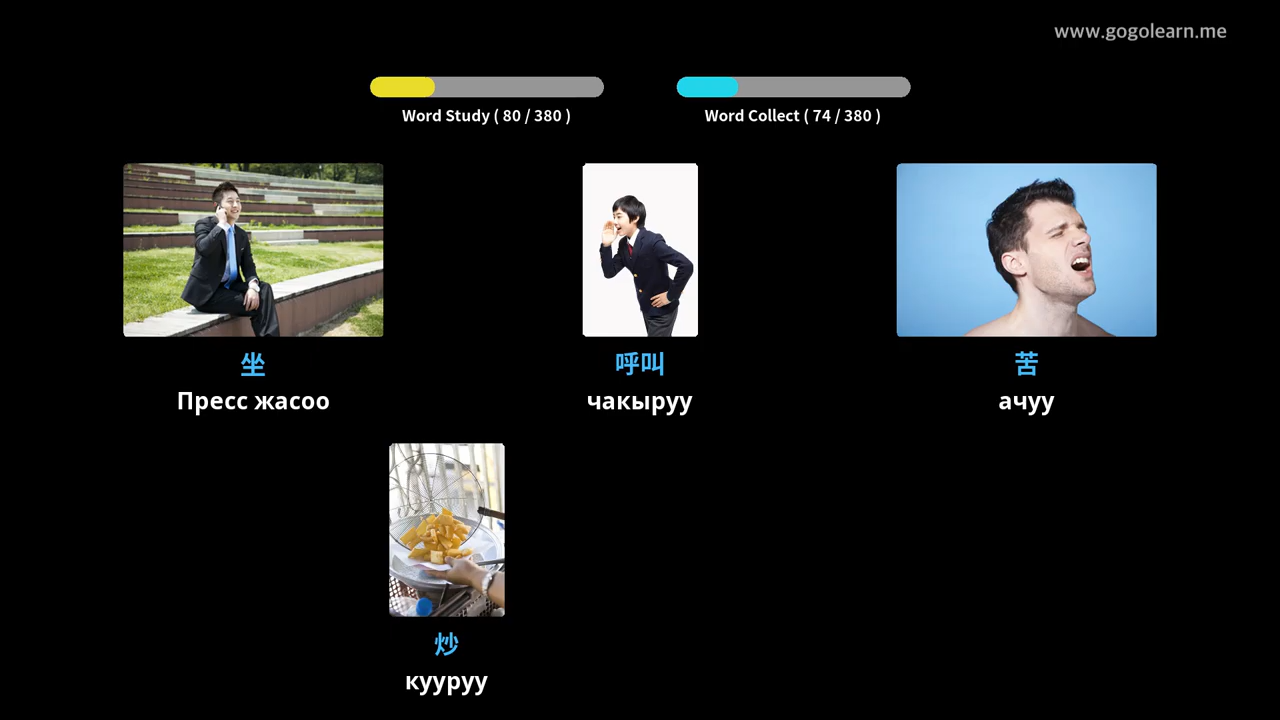 www.gogolearn.me
Word Study ( 80 / 380 )
Word Collect ( 74 / 380 )
坐
Пресс жасоо
呼叫
чакыруу
苦
ачуу
炒
кууруу